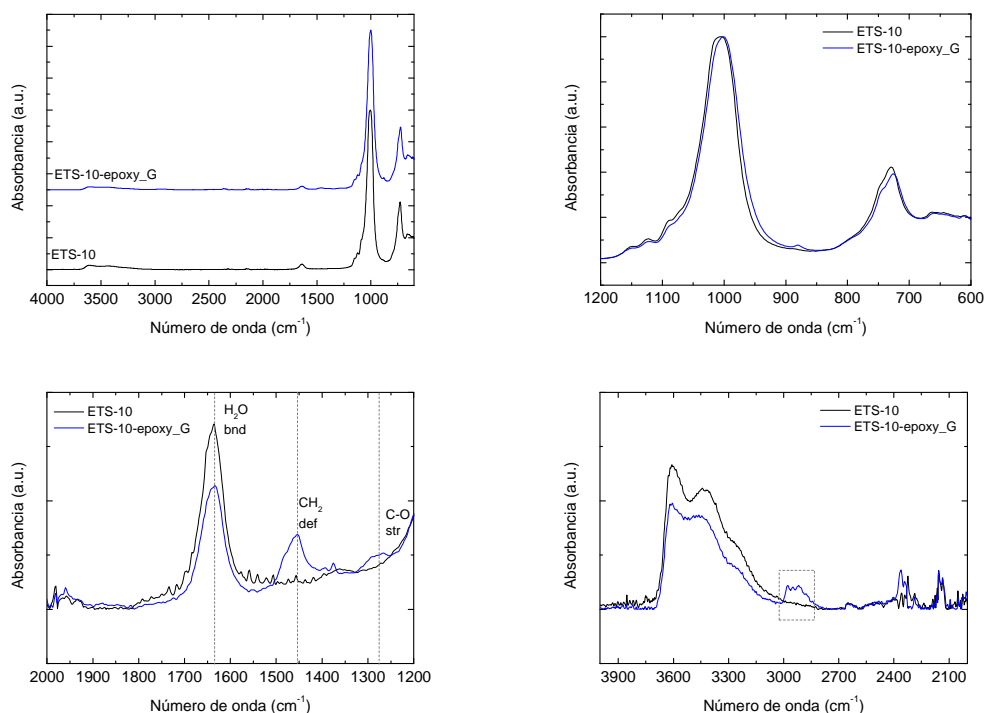 Absorbancia (a.u.)
ETS-10-epoxy_G
ETS-10
4000 3500 3000 2500 2000 1500 1000
Número de onda (cm-1)
Absorbancia (a.u.)
ETS-10
ETS-10-epoxy_G
1200 1100 1000 900 800 700 600
Número de onda (cm-1)
Absorbancia (a.u.)
ETS-10
ETS-10-epoxy_G
H2O
bnd
CH2
def
C-O
str
2000 1900 1800 1700 1600 1500 1400 1300 1200
Número de onda (cm-1)
Absorbancia (a.u.)
ETS-10
ETS-10-epoxy_G
3900 3600 3300 3000 2700 2400 2100
Número de onda (cm-1)